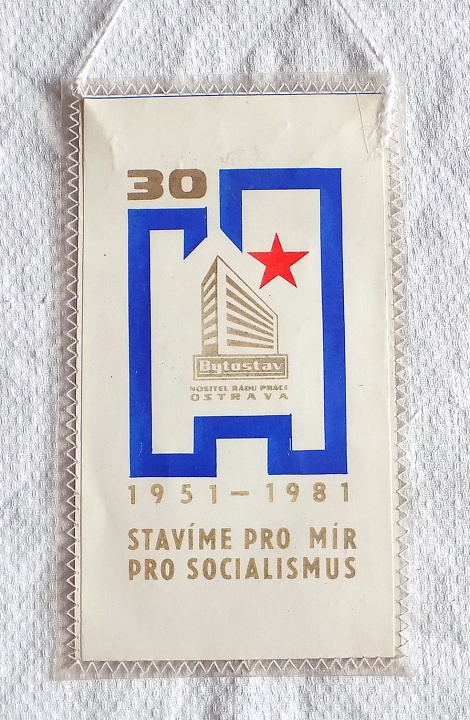 30
Bytostav
NOSITEL ŘÁDU PRÁCE
OSTRAVA
1951-1981
STAVÍME PRO MÍR
PRO SOCIALISMUS